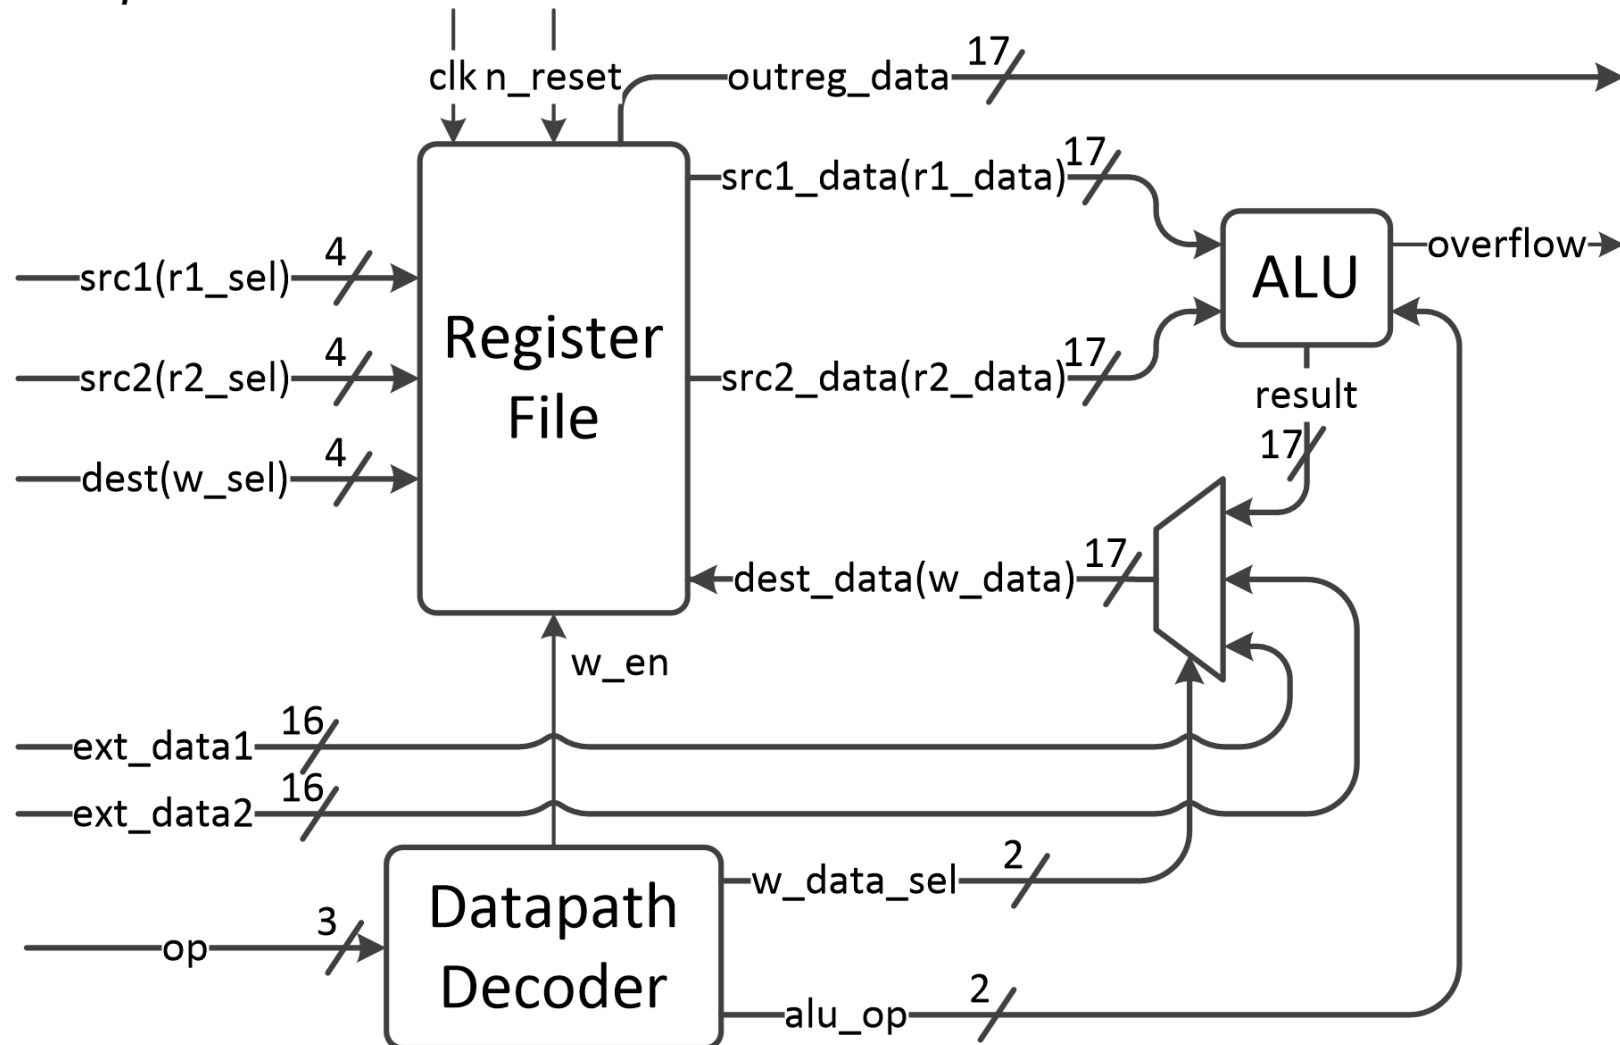 17
clk n_reset
outreg_data
17
src1_data(r1_data)
4
src1(r1_sel)
ALU
overflow
Register
File
4
src2(r2_sel)
17
src2_data(r2_data)
result
17
4
dest(w_sel)
17
dest_data(w_data)
w_en
16
ext_data1
16
ext_data2
Datapath
Decoder
2
w_data_sel
3
op
2
alu_op